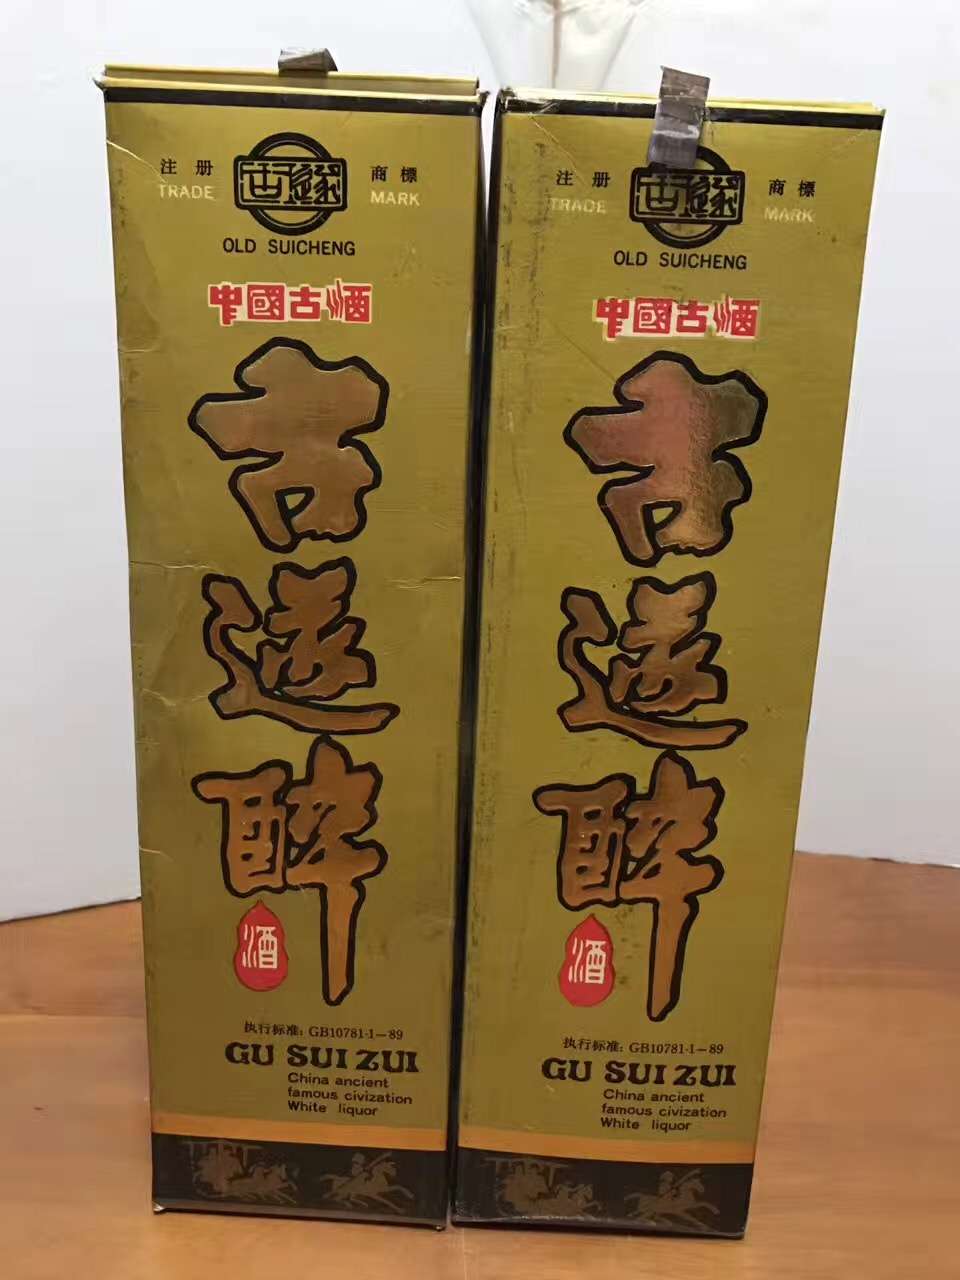 注册 商標
TRADE MARK
OLD SUICHENG
中國古酒
古遂醉
酒
执行标准: GB10781·1-89
GU SUI ZUI
China ancient
famous civization
White liquor
注册 商標
TRADE MARK
OLD SUICHENG
中國古酒
古遂醉
酒
执行标准: GB10781·1-89
GU SUI ZUI
China ancient
famous civization
White liquor